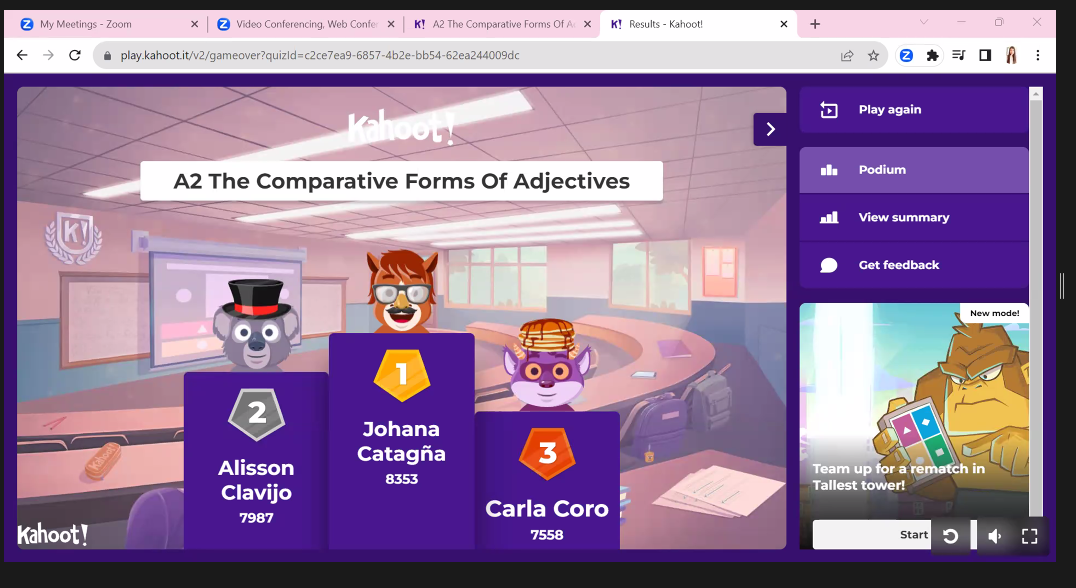 My Meetings - Zoom
Video Conferencing, Web Confer
A2 The Comparative Forms Of A
Results - Kahoot!
play.kahoot.it/v2/gameover?quizId=c2ce7ea9-6857-4b2e-bb54-62ea244009dc
Kahoot!
A2 The Comparative Forms Of Adjectives
K!
2
Alisson
Clavijo
7987
1
Johana
Catagña
8353
3
Carla Coro
7558
Kahoot!
Kahoot!
Play again
Podium
View summary
Get feedback
New mode!
Team up for a rematch in
Tallest tower!
Start